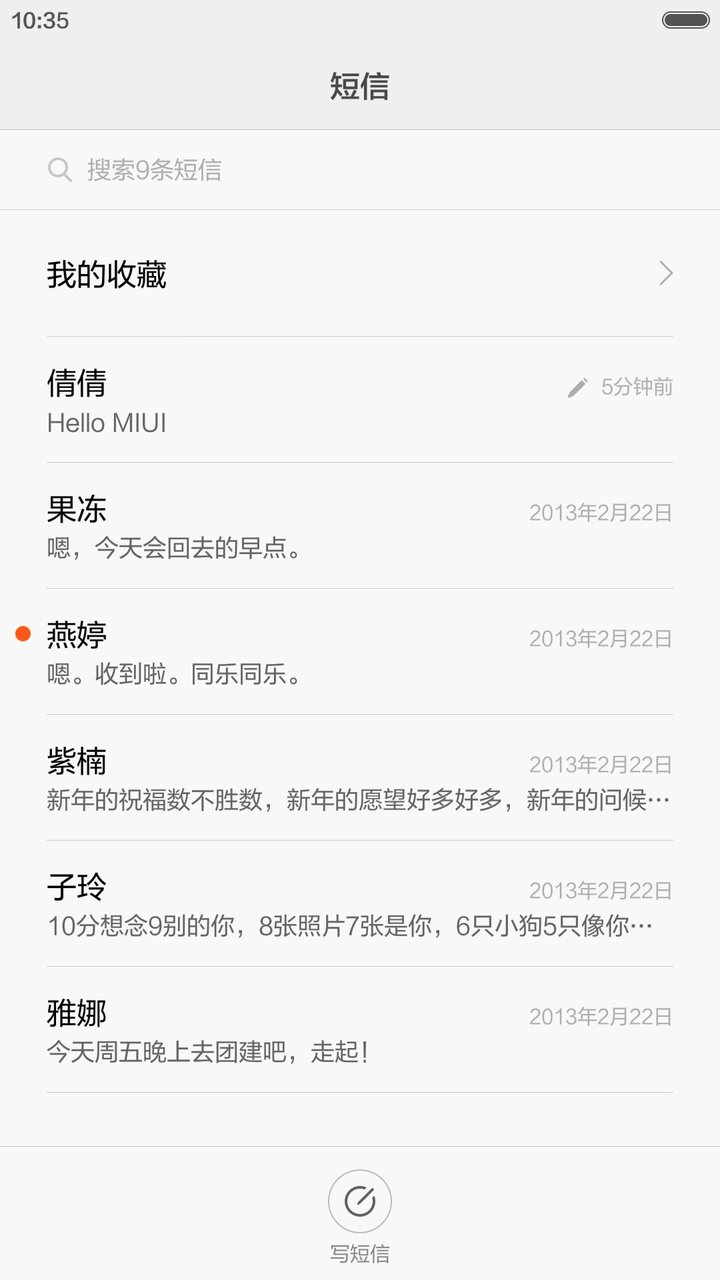 10:35
短信
搜索9条短信
我的收藏
倩倩
5分钟前
Hello MIUI
果冻
2013年2月22日
嗯，今天会回去的早点。
燕婷
2013年2月22日
嗯。收到啦。同乐同乐。
紫楠
2013年2月22日
新年的祝福数不胜数，新年的愿望好多好多，新年的问候…
子玲
2013年2月22日
10分想念9别的你，8张照片7张是你，6只小狗5只像你…
雅娜
2013年2月22日
今天周五晚上去团建吧，走起！
写短信